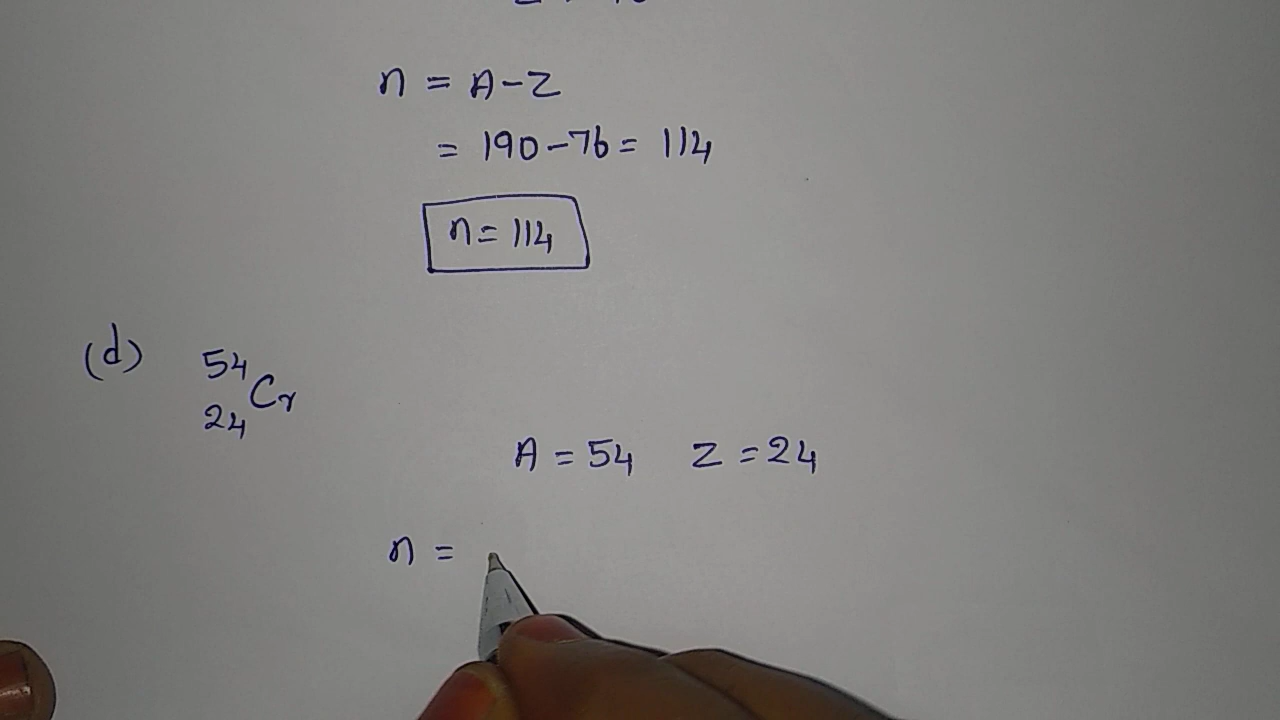 n = A-Z
= 190-76 = 114
n = 114
(d) 54 24 Cr
A = 54 Z = 24
n =